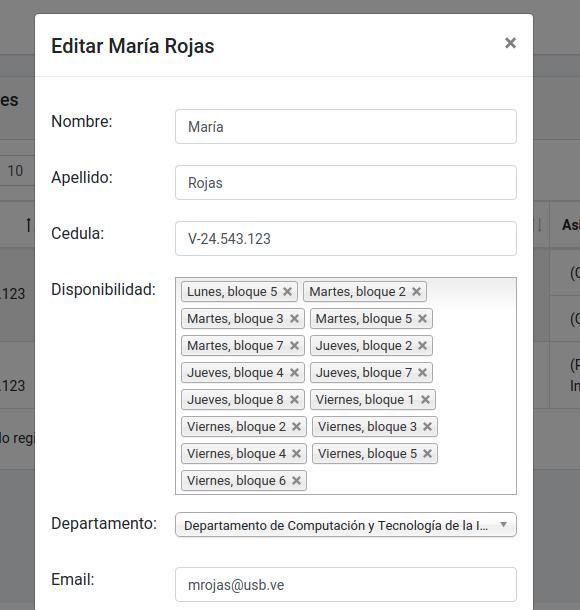 Editar María Rojas ×
es
Nombre: María
10
Apellido: Rojas
Cedula: V-24.543.123
Asi
.123
Disponibilidad: Lunes, bloque 5 × Martes, bloque 2 ×
Martes, bloque 3 × Martes, bloque 5 ×
Martes, bloque 7 × Jueves, bloque 2 ×
Jueves, bloque 4 × Jueves, bloque 7 ×
.123
Jueves, bloque 8 × Viernes, bloque 1 ×
Viernes, bloque 2 × Viernes, bloque 3 ×
lo regi
Viernes, bloque 4 × Viernes, bloque 5 ×
Viernes, bloque 6 ×
Departamento: Departamento de Computación y Tecnología de la I...
Email: mrojas@usb.ve